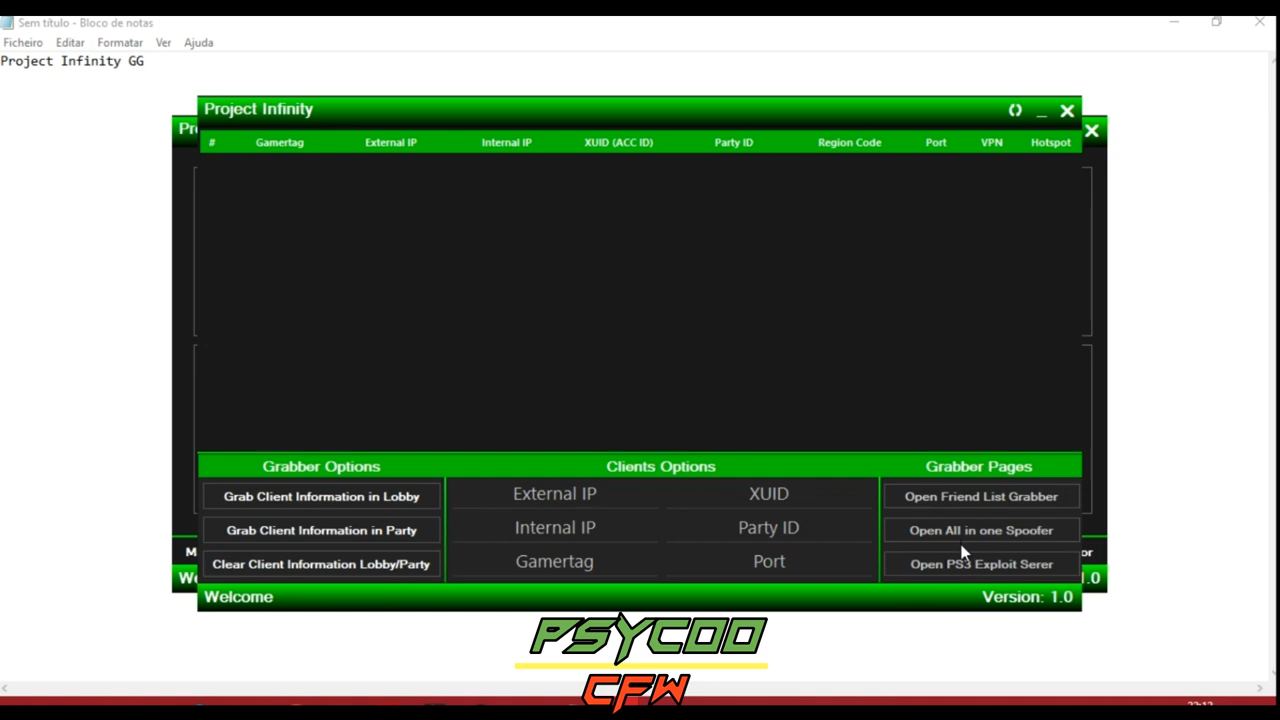 Sem título - Bloco de notas
Ficheiro Editar Formatar Ver Ajuda
Project Infinity GG
Project Infinity
# Gamertag External IP Internal IP XUID (ACC ID) Party ID Region Code Port VPN Hotspot
Grabber Options Clients Options Grabber Pages
Grab Client Information in Lobby External IP XUID Open Friend List Grabber
Grab Client Information in Party Internal IP Party ID Open All in one Spoofer
Clear Client Information Lobby/Party Gamertag Port Open PS3 Exploit Serer
Welcome Version: 1.0
PSYCOO
CFW